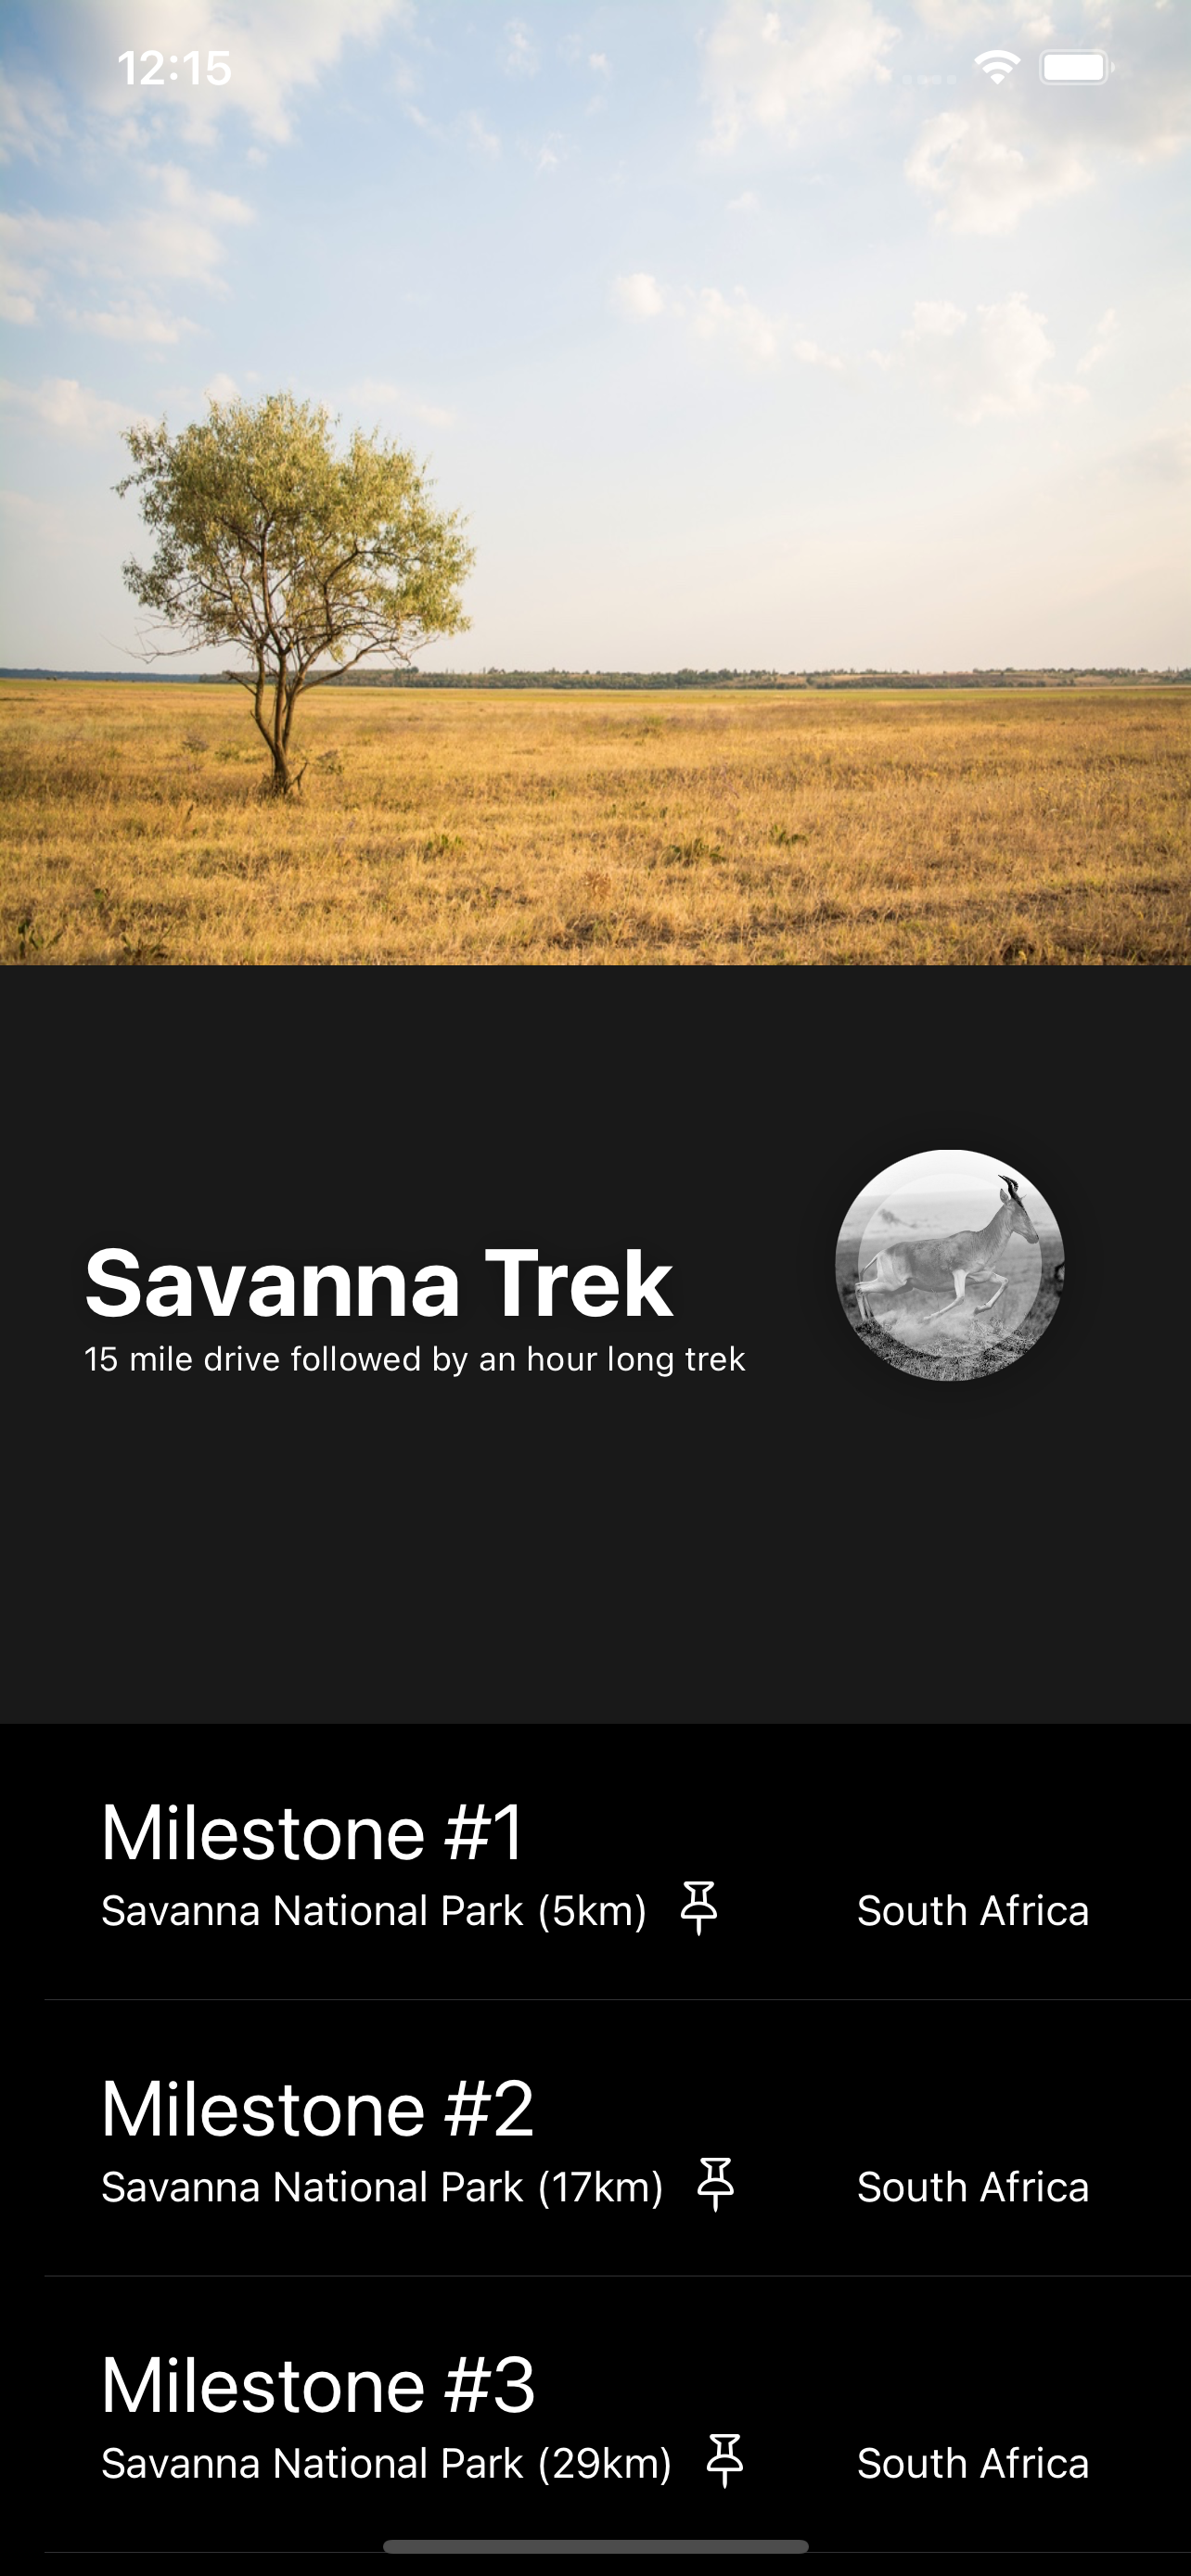 12:15
Savanna Trek
15 mile drive followed by an hour long trek
Milestone #1
Savanna National Park (5km) South Africa
Milestone #2
Savanna National Park (17km) South Africa
Milestone #3
Savanna National Park (29km) South Africa